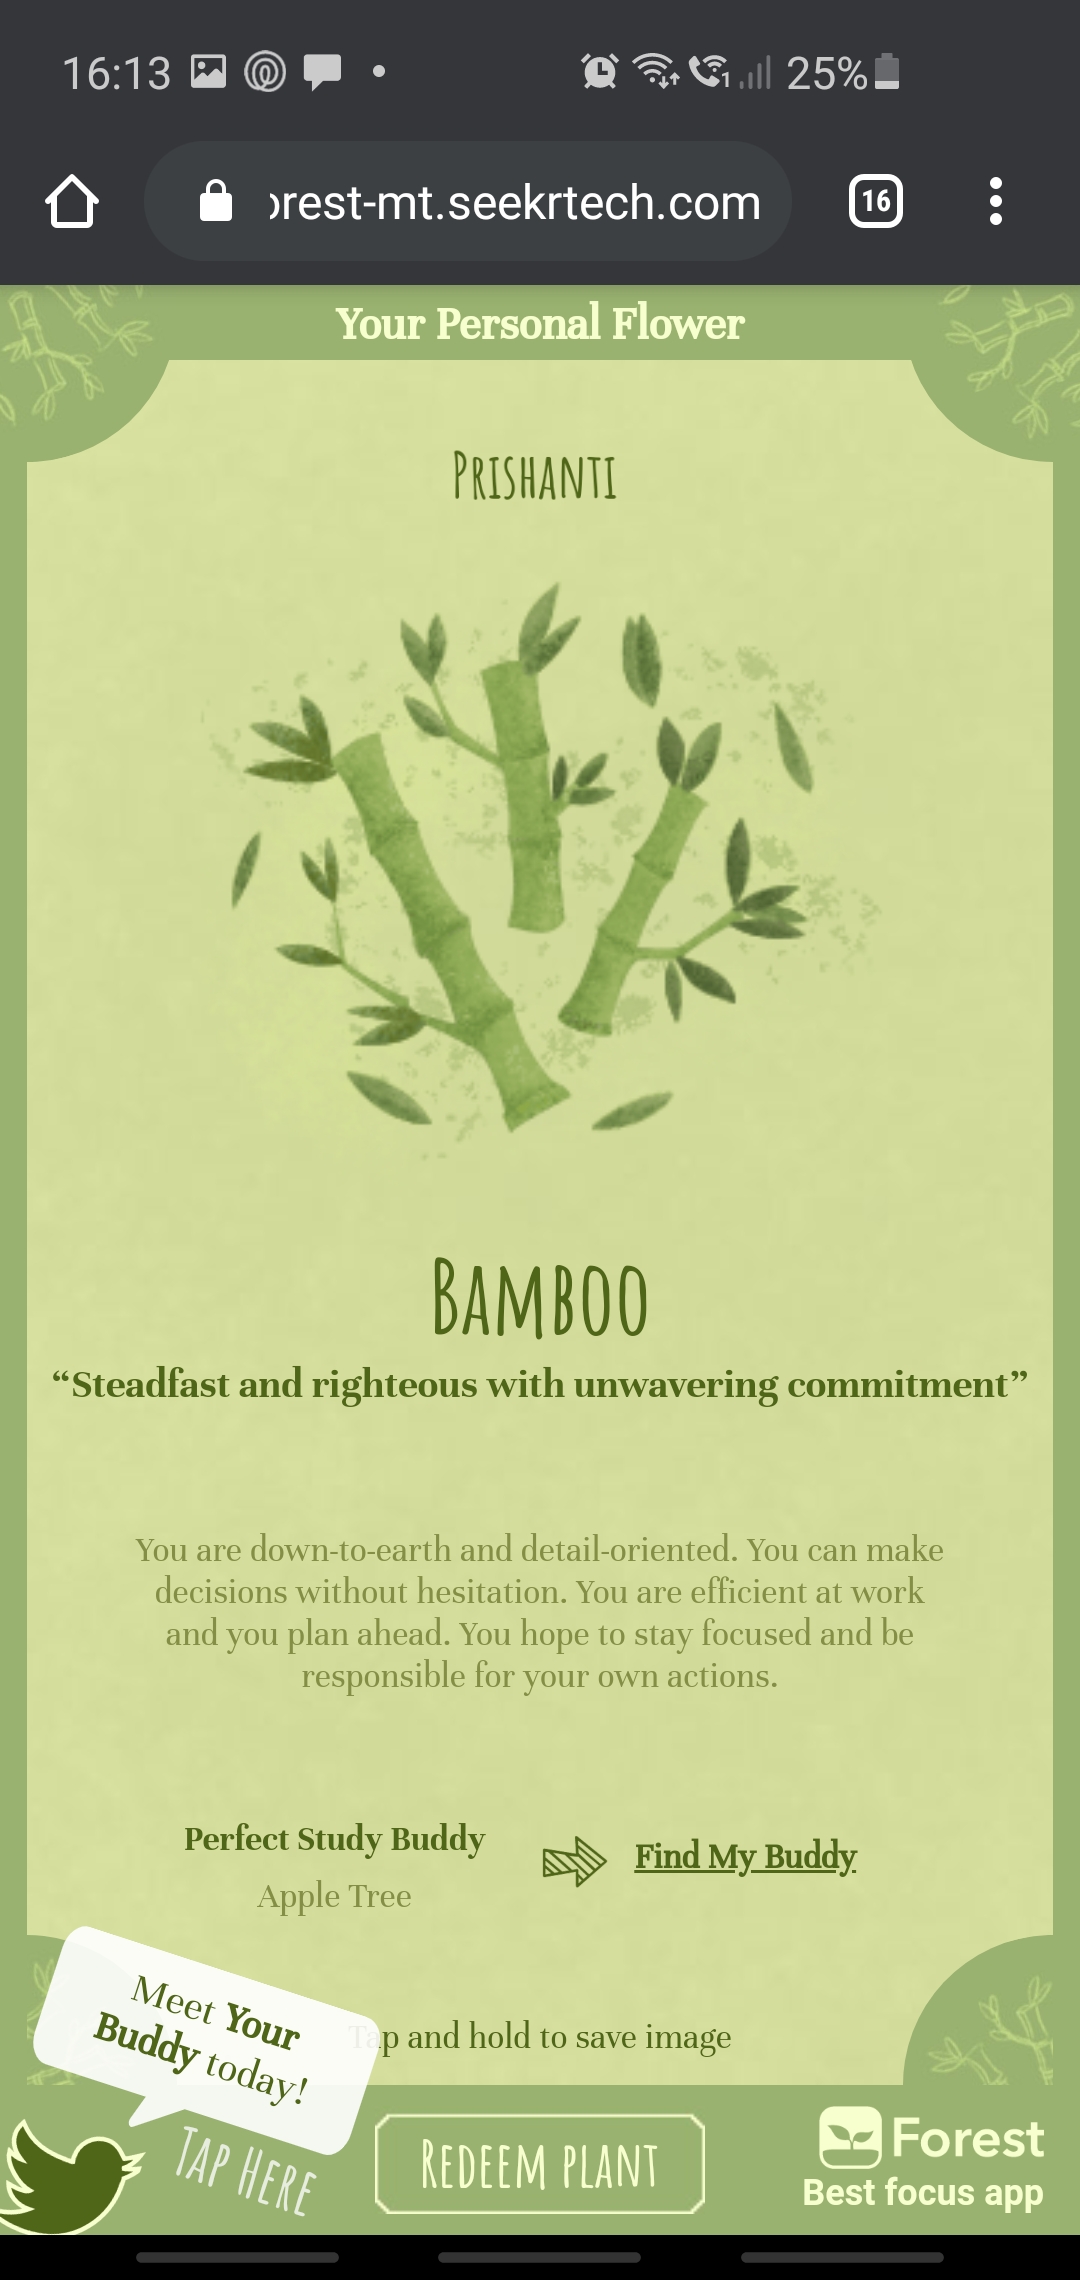 16:13
1
25%
orest-mt.seekrtech.com
16
Your Personal Flower
PRISHANTI
BAMBOO
“Steadfast and righteous with unwavering commitment”
You are down-to-earth and detail-oriented. You can make
decisions without hesitation. You are efficient at work
and you plan ahead. You hope to stay focused and be
responsible for your own actions.
Perfect Study Buddy
Apple Tree
Find My Buddy
Meet Your
Buddy today!
Tap and hold to save image
TAP HERE
REDEEM PLANT
Forest
Best focus app